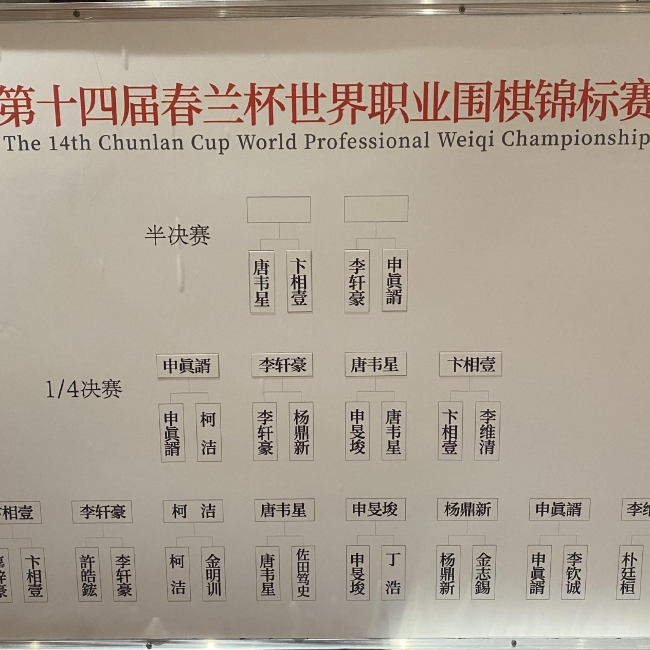 第十四届春兰杯世界职业围棋锦标赛
The 14th Chunlan Cup World Professional Weiqi Championship
半决赛
唐韦星 卞相壹 李轩豪 申眞諝
1/4决赛
申眞諝 李轩豪 唐韦星 卞相壹
申眞諝 柯洁 李轩豪 杨鼎新 申旻埈 唐韦星 卞相壹 李维清
卞相壹 李轩豪 柯洁 唐韦星 申旻埈 杨鼎新 申眞諝 李维
卞相壹 許皓鋐 李轩豪 柯洁 金明训 唐韦星 佐田笃史 申旻埈 丁浩 杨鼎新 金志錫 申眞諝 李钦诚 朴廷桓